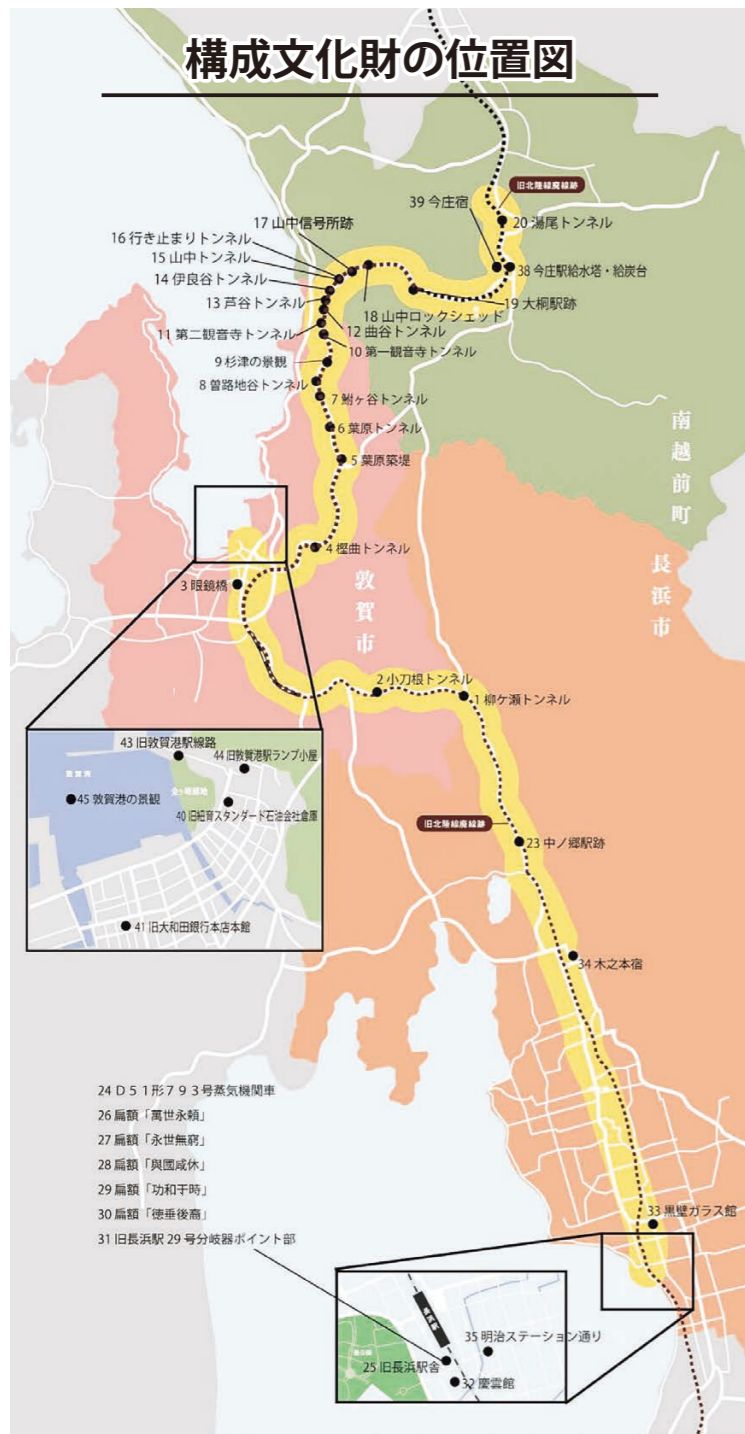 構成文化財の位置図
旧北陸線廃線跡
39 今庄宿
20 湯尾トンネル
17 山中信号所跡
16 行き止まりトンネル
15 山中トンネル
38 今庄駅給水塔・給炭台
14 伊良谷トンネル
19 大桐駅跡
13 芦谷トンネル
18 山中ロックシェッド
11 第二観音寺トンネル
12 曲谷トンネル
10 第一観音寺トンネル
9 杉津の景観
8 曽路地谷トンネル
7 鮒ヶ谷トンネル
6 葉原トンネル
南越前町
5 葉原築堤
4 樫曲トンネル
長浜市
敦賀市
3 眼鏡橋
2 小刀根トンネル
1 柳ケ瀬トンネル
43 旧敦賀港駅線路
44 旧敦賀港駅ランプ小屋
45 敦賀港の景観
40 旧紐育スタンダード石油会社倉庫
41 旧大和田銀行本店本館
旧北陸線廃線跡
23 中ノ郷駅跡
34 木之本宿
24 D51形793号蒸気機関車
26 扁額「萬世永頼」
27 扁額「永世無窮」
28 扁額「與國咸休」
29 扁額「功和于時」
30 扁額「徳垂後裔」
31 旧長浜駅 29 号分岐器ポイント部
33 黒壁ガラス館
長浜駅
35 明治ステーション通り
25 旧長浜駅舎
32 慶雲館